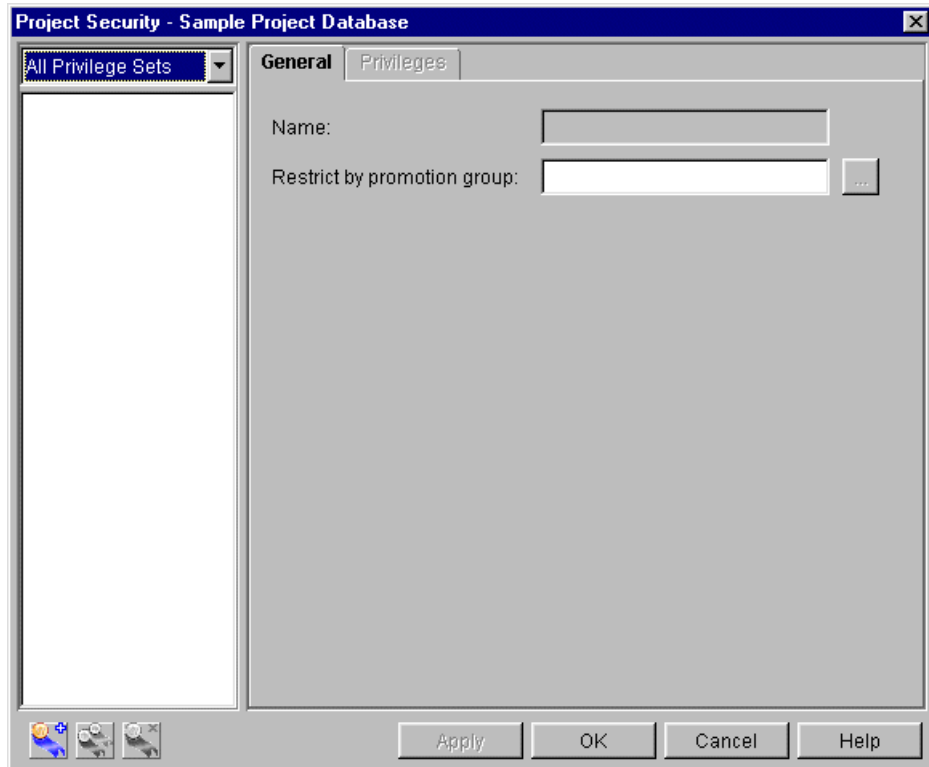 Project Security - Sample Project Database
All Privilege Sets
General
Privileges
Name:
Restrict by promotion group:
...
Apply
OK
Cancel
Help